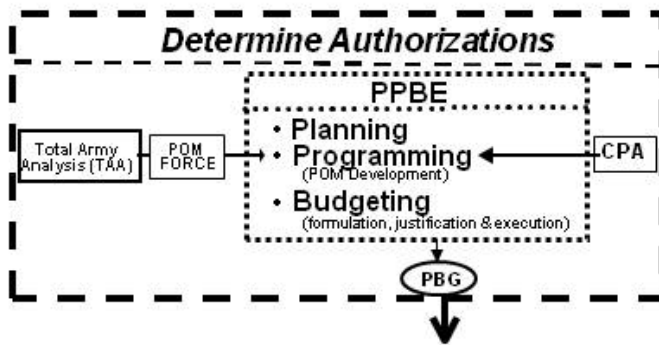 Determine Authorizations
PPBE
• Planning
• Programming
(POM Development)
• Budgeting
(formulation, justification & execution)
Total Army
Analysis (TAA)
POM
FORCE
CPA
PBG